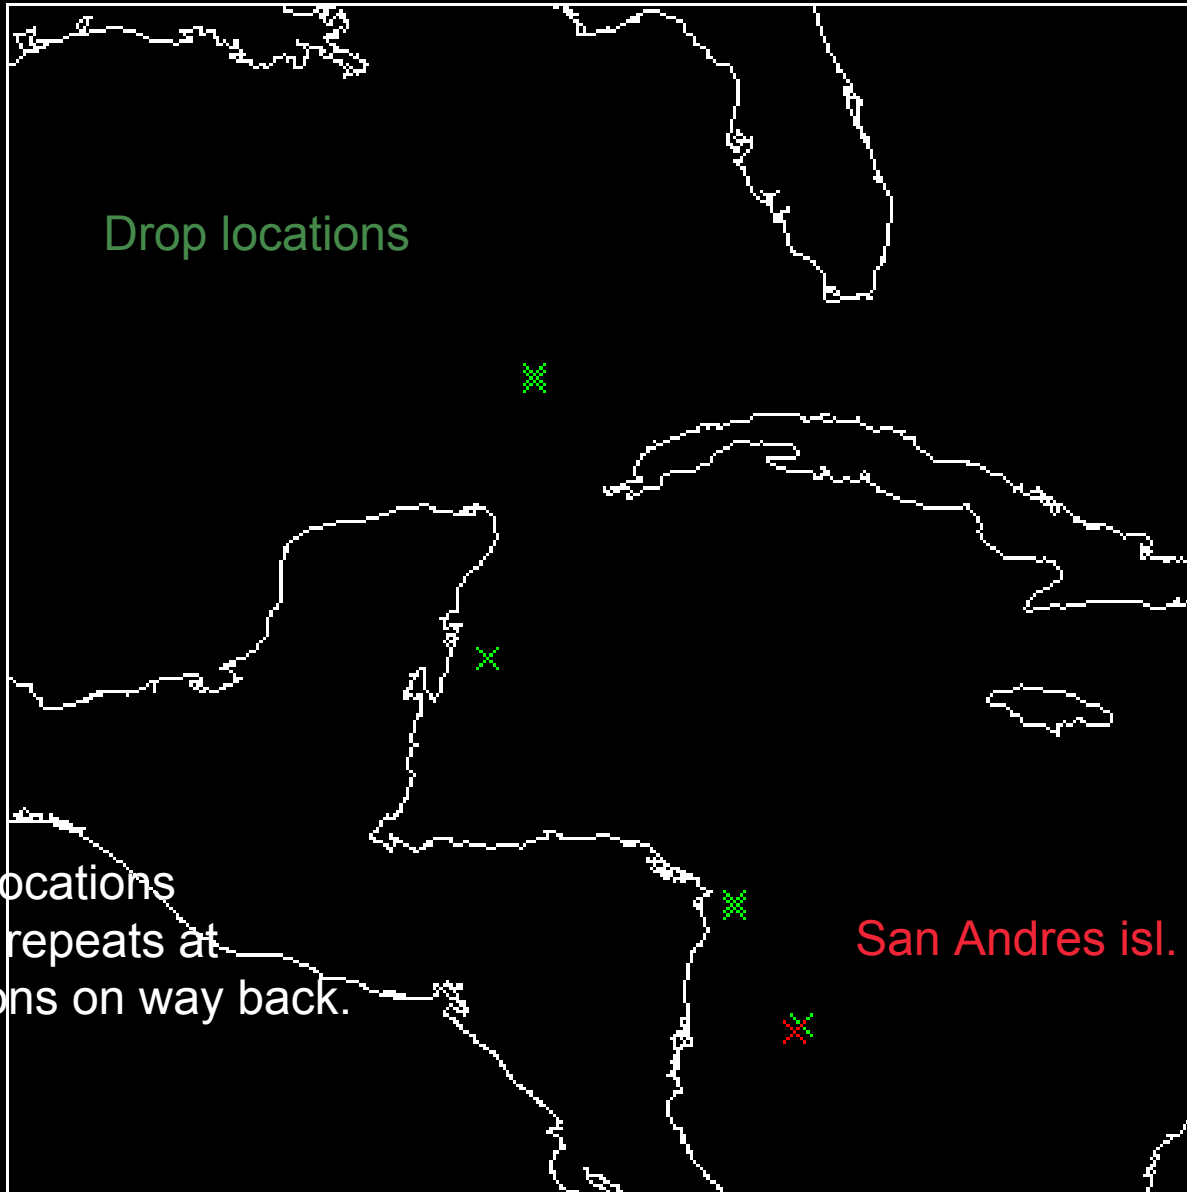 Drop locations
ocations
repeats at
San Andres isl.
ons on way back.